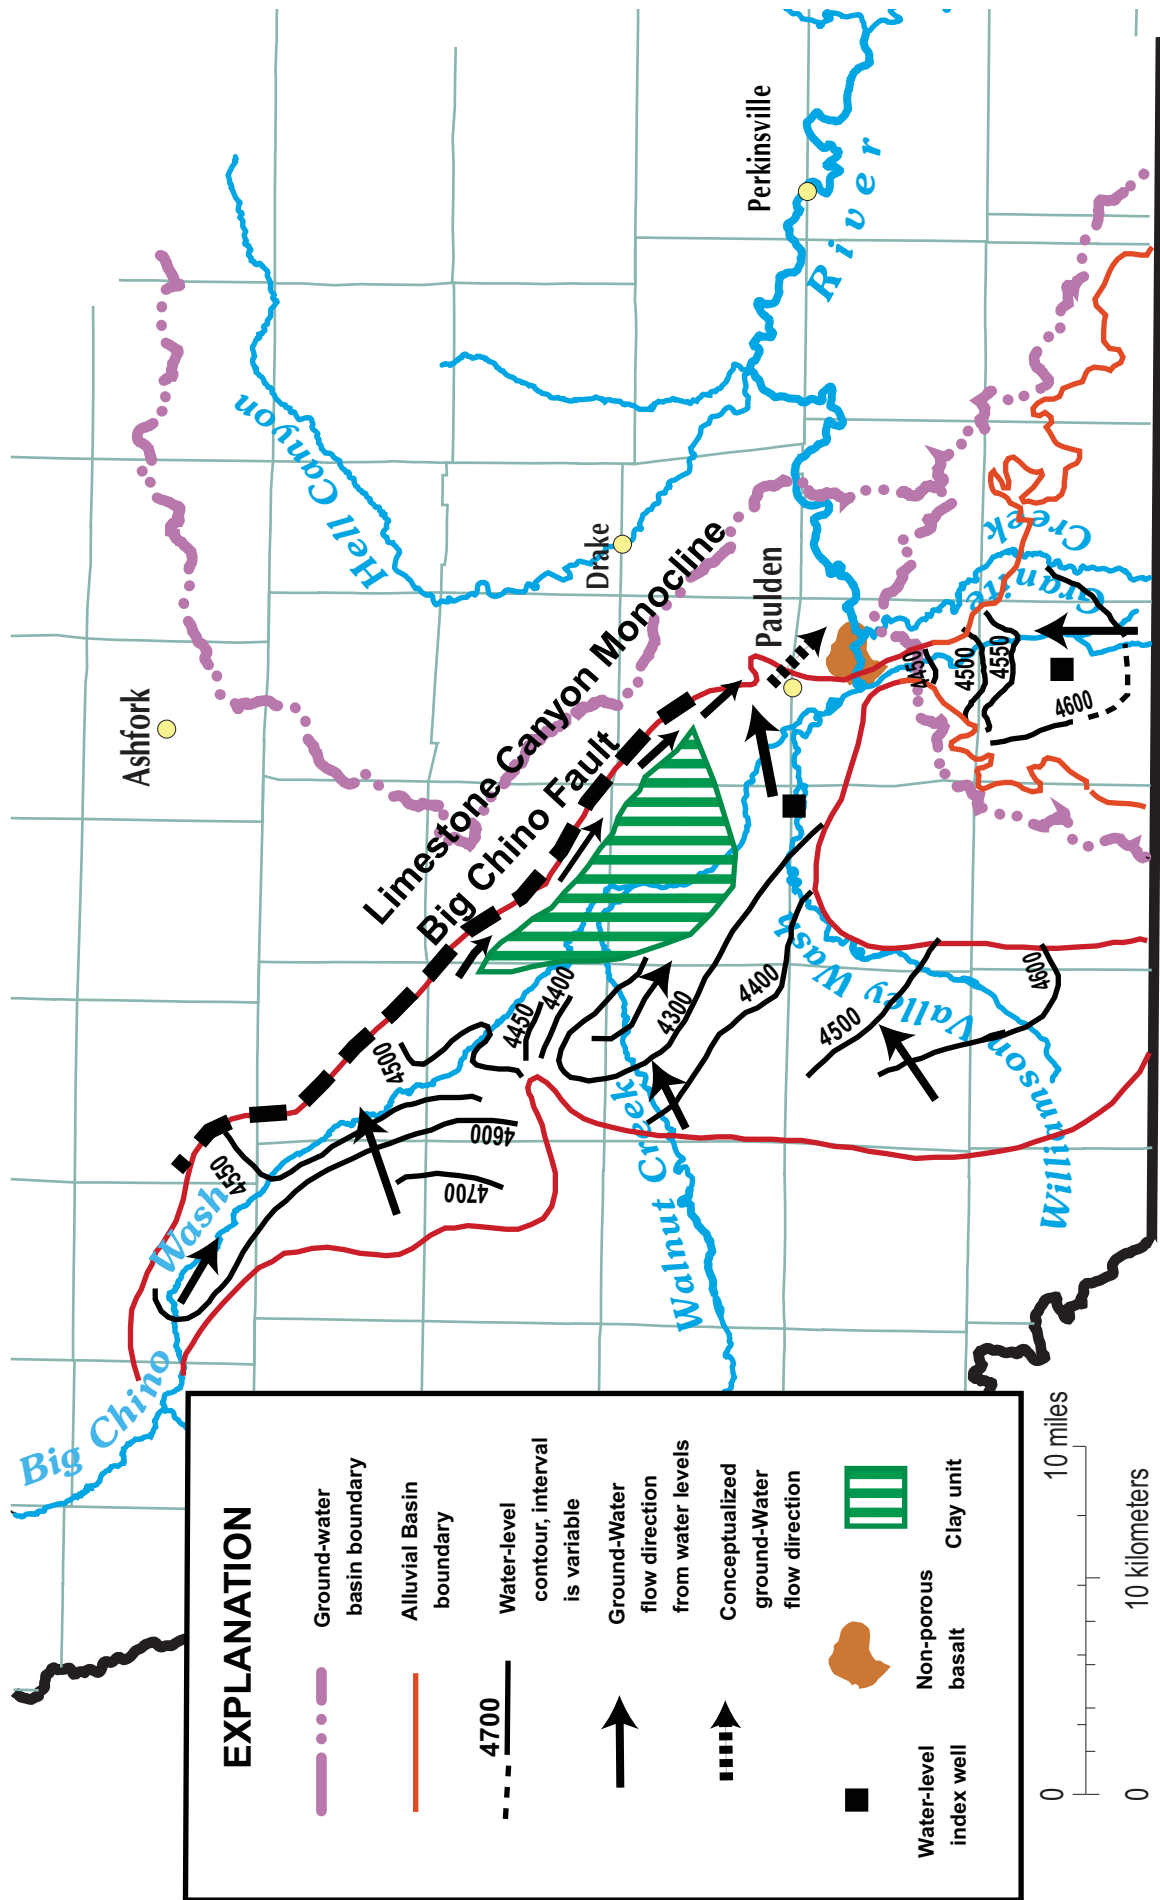 Ashfork
Hell Canyon
Drake
Limestone Canyon Monocline
Big Chino Fault
Perkinsville
River
Paulden
Granite
Creek
Big Chino
Wash
Walnut Creek
Williamson Valley Wash
4550
4500
4600
4700
4450
4400
4300
4400
4500
4600
4450
4500
4550
4600
EXPLANATION
Ground-water
basin boundary
Alluvial Basin
boundary
4700
Water-level
contour, interval
is variable
Ground-Water
flow direction
from water levels
Conceptualized
ground-Water
flow direction
Water-level
index well
Non-porous
basalt
Clay unit
0
10 miles
0
10 kilometers